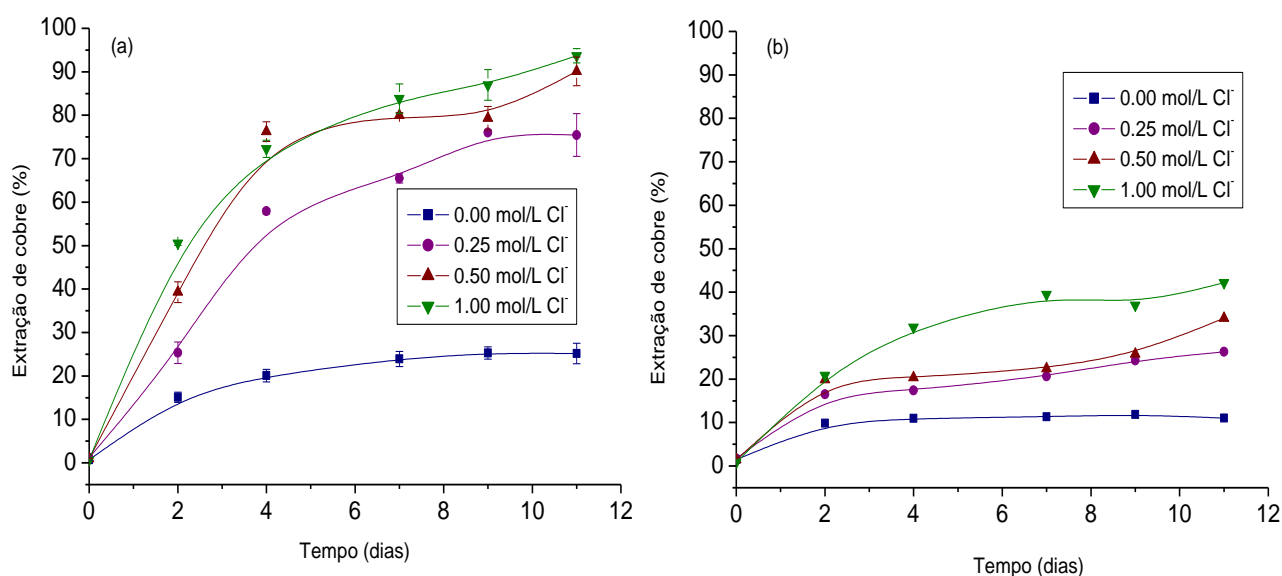 (a)
100
90
80
70
60
50
40
30
20
10
0
Extração de cobre (%)
0.00 mol/L Cl⁻
0.25 mol/L Cl⁻
0.50 mol/L Cl⁻
1.00 mol/L Cl⁻
0 2 4 6 8 10 12
Tempo (dias)
(b)
100
90
80
70
60
50
40
30
20
10
0
Extração de cobre (%)
0.00 mol/L Cl⁻
0.25 mol/L Cl⁻
0.50 mol/L Cl⁻
1.00 mol/L Cl⁻
0 2 4 6 8 10 12
Tempo (dias)